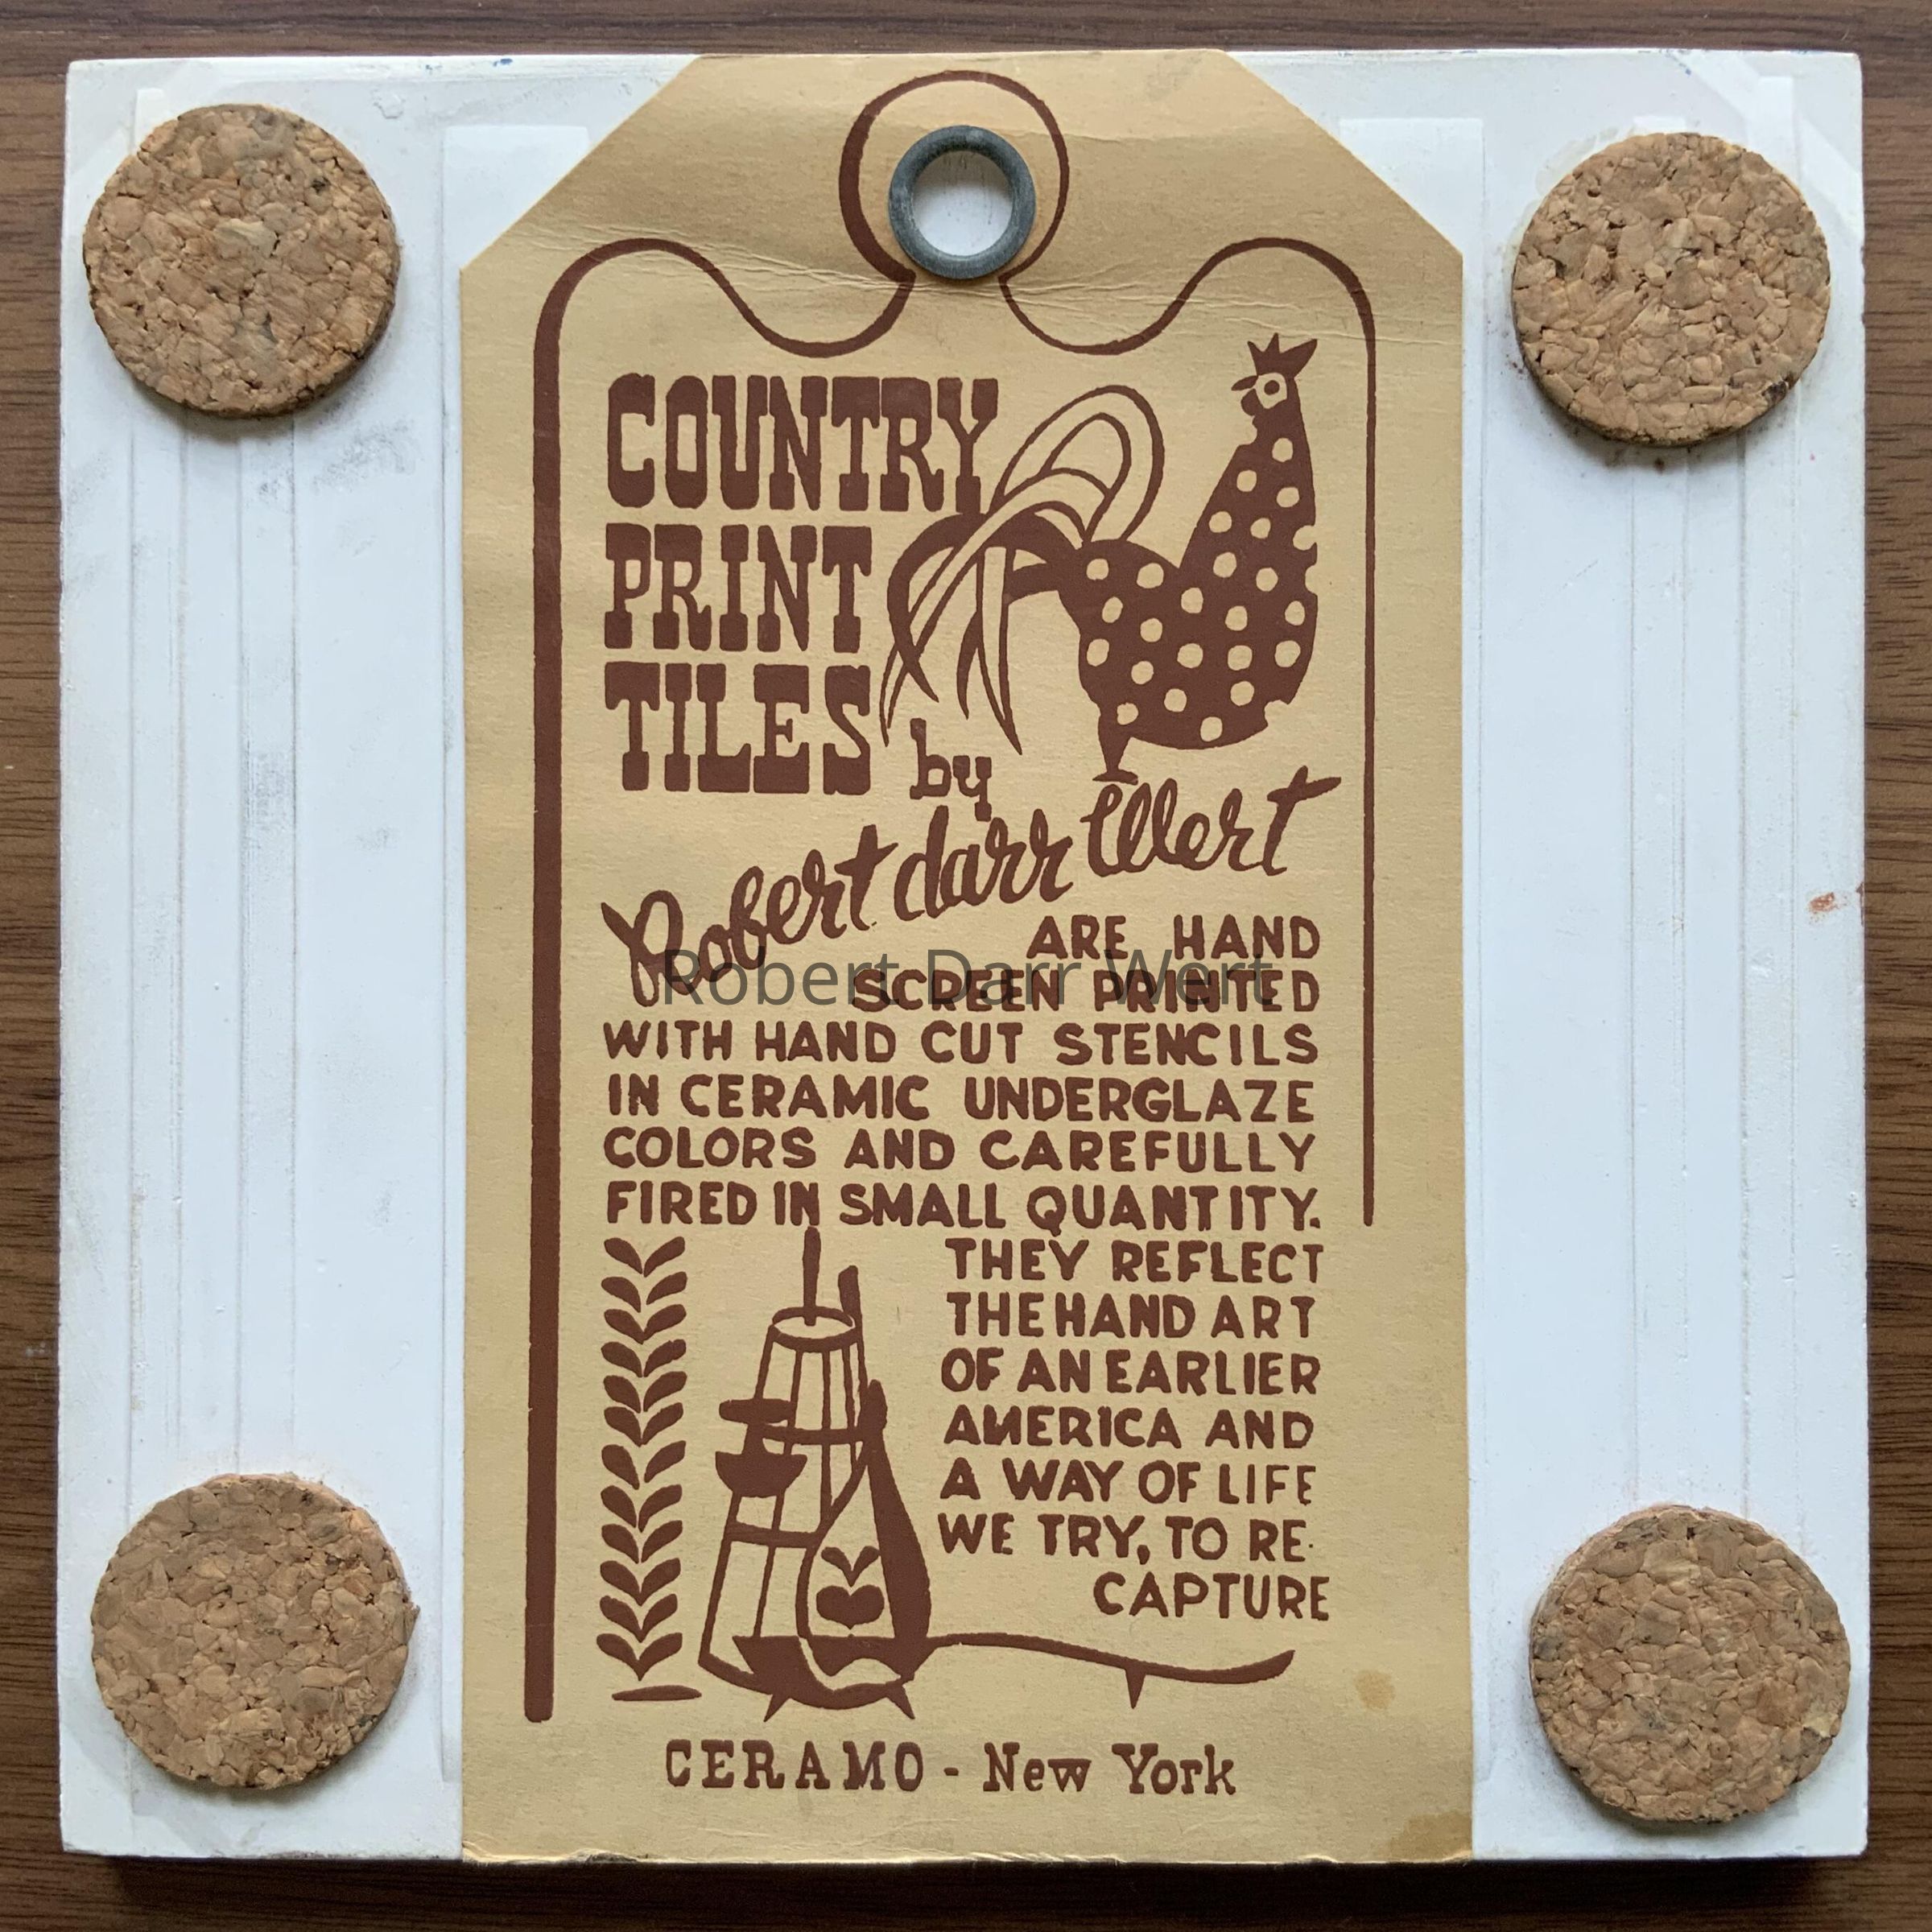 COUNTRY
PRINT
TILES
by
Robert darr Wert
ARE HAND
SCREEN PRINTED
WITH HAND CUT STENCILS
IN CERAMIC UNDERGLAZE
COLORS AND CAREFULLY
FIRED IN SMALL QUANTITY.
THEY REFLECT
THE HAND ART
OF AN EARLIER
AMERICA AND
A WAY OF LIFE
WE TRY, TO RE-
CAPTURE
CERAMO - New York
Robert Darr Wert